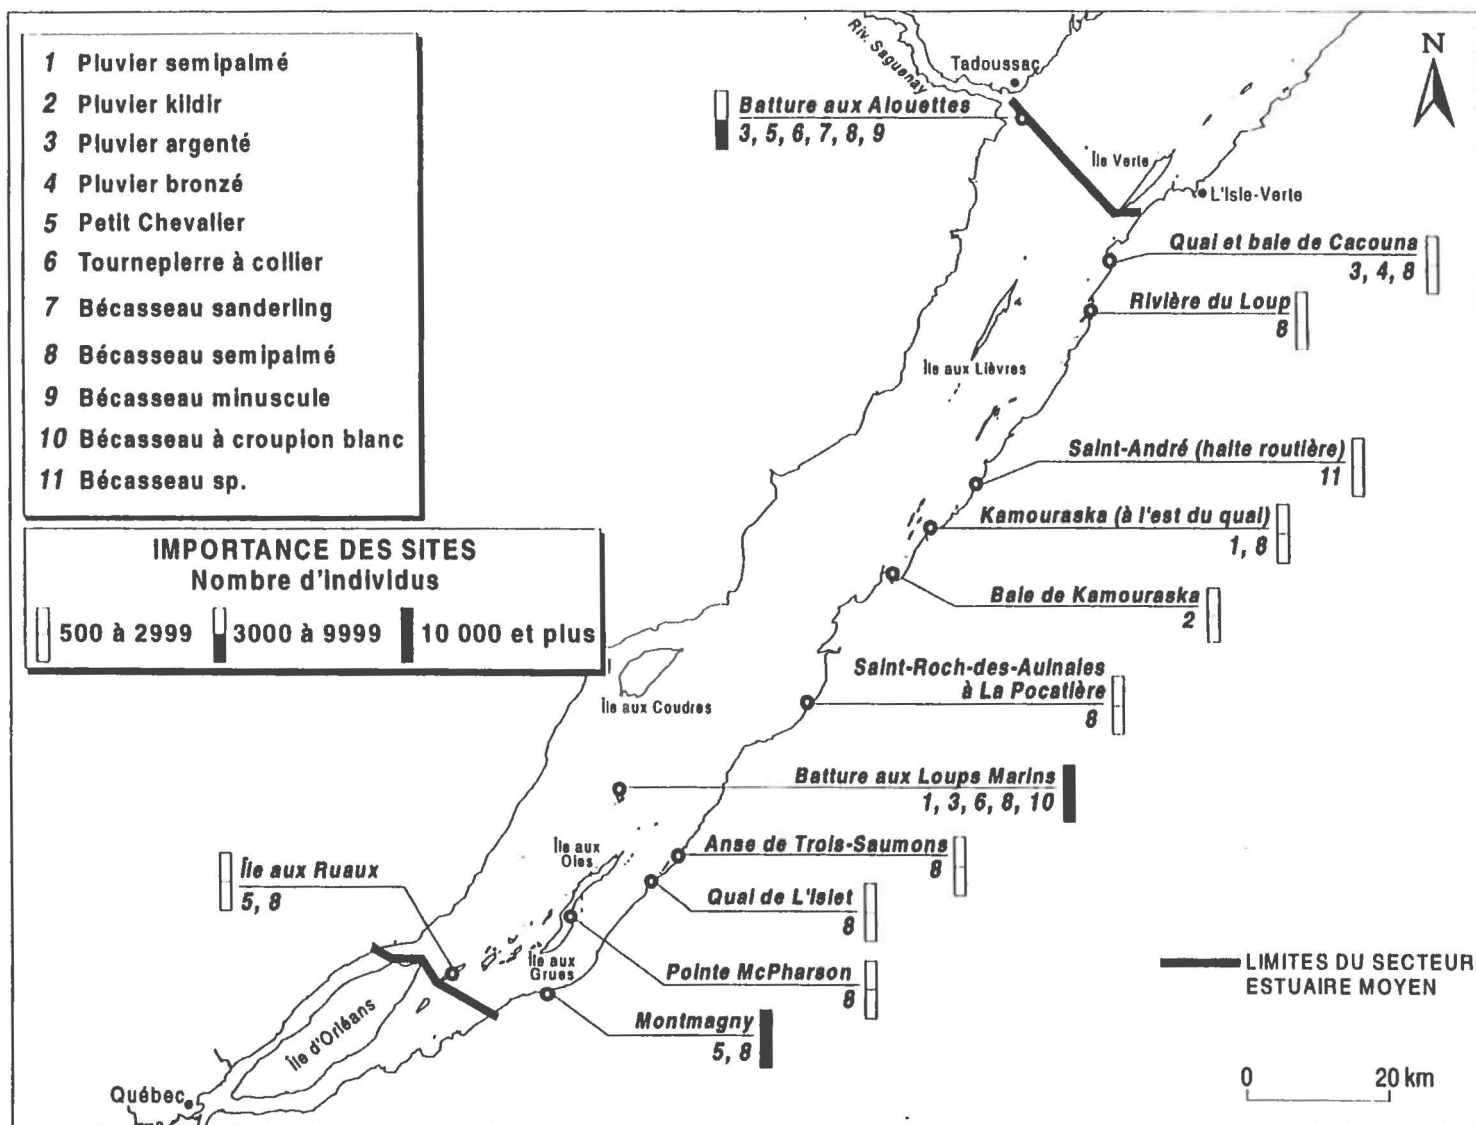 1 Pluvier semipalmé
2 Pluvier kildir
3 Pluvier argenté
4 Pluvier bronzé
5 Petit Chevalier
6 Tournepierre à collier
7 Bécasseau sanderling
8 Bécasseau semipalmé
9 Bécasseau minuscule
10 Bécasseau à croupion blanc
11 Bécasseau sp.
IMPORTANCE DES SITES
Nombre d'individus
500 à 2999 3000 à 9999 10 000 et plus
Riv. Saguenay
Tadoussac
N
Batture aux Alouettes
3, 5, 6, 7, 8, 9
Île Verte
L'Isle-Verte
Quai et baie de Cacouna
3, 4, 8
Rivière du Loup
8
Île aux Lièvres
Saint-André (halte routière)
11
Kamouraska (à l'est du quai)
1, 8
Baie de Kamouraska
2
Saint-Roch-des-Aulnaies
à La Pocatière
8
Île aux Coudres
Batture aux Loups Marins
1, 3, 6, 8, 10
Anse de Trois-Saumons
8
Île aux
Oies
Île aux Ruaux
5, 8
Quai de L'Islet
8
Île aux
Grues
Pointe McPharson
8
Montmagny
5, 8
LIMITES DU SECTEUR
ESTUAIRE MOYEN
Île d'Orléans
Québec
0 20 km